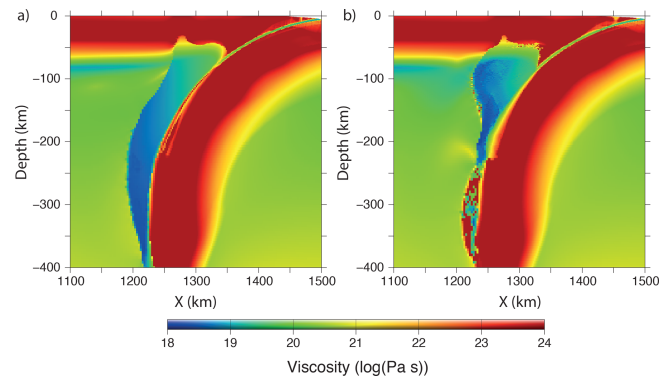 a)
b)
0
−100
−200
−300
−400
Depth (km)
1100 1200 1300 1400 1500
X (km)
0
−100
−200
−300
−400
Depth (km)
1100 1200 1300 1400 1500
X (km)
18 19 20 21 22 23 24
Viscosity (log(Pa s))